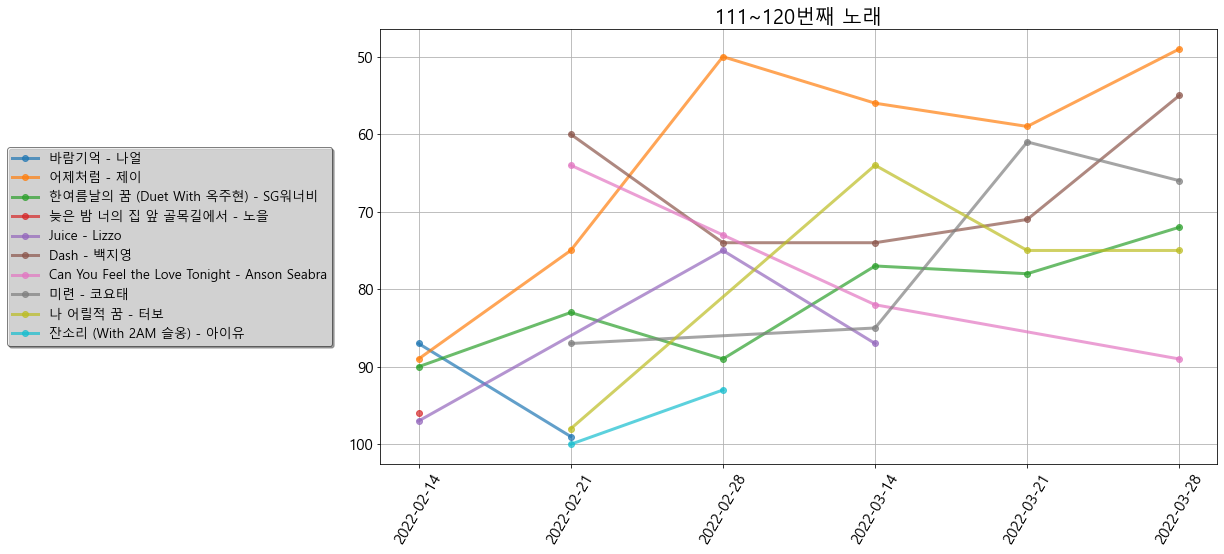 111~120번째 노래
바람기억 - 나얼
어제처럼 - 제이
한여름날의 꿈 (Duet With 옥주현) - SG워너비
늦은 밤 너의 집 앞 골목길에서 - 노을
Juice - Lizzo
Dash - 백지영
Can You Feel the Love Tonight - Anson Seabra
미련 - 코요태
나 어릴적 꿈 - 터보
잔소리 (With 2AM 슬옹) - 아이유
50
60
70
80
90
100
2022-02-14
2022-02-21
2022-02-28
2022-03-14
2022-03-21
2022-03-28